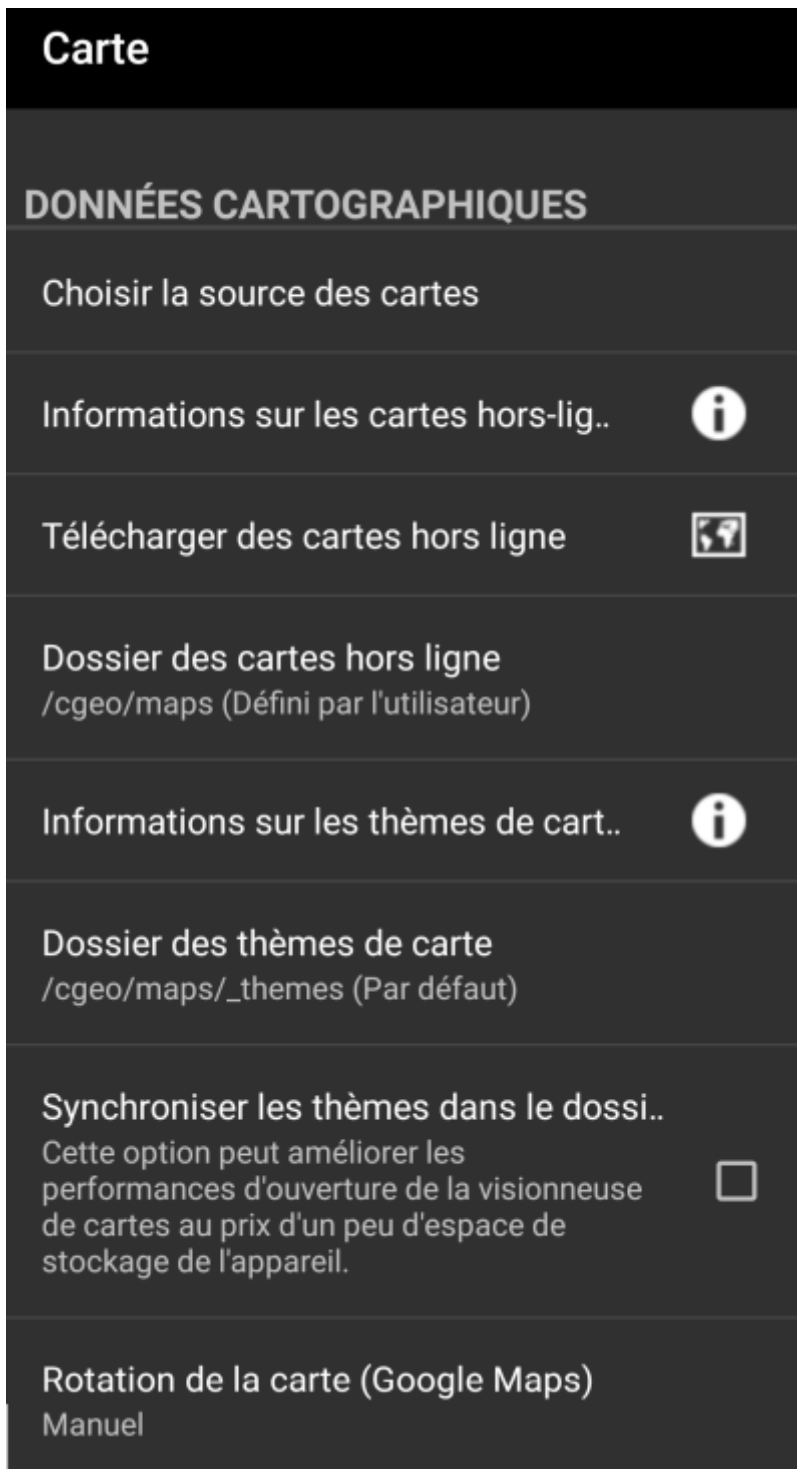 Carte
DONNÉES CARTOGRAPHIQUES
Choisir la source des cartes
Informations sur les cartes hors-lig..
Télécharger des cartes hors ligne
Dossier des cartes hors ligne
/cgeo/maps (Défini par l'utilisateur)
Informations sur les thèmes de cart..
Dossier des thèmes de carte
/cgeo/maps/_themes (Par défaut)
Synchroniser les thèmes dans le dossi..
Cette option peut améliorer les
performances d'ouverture de la visionneuse
de cartes au prix d'un peu d'espace de
stockage de l'appareil.
Rotation de la carte (Google Maps)
Manuel